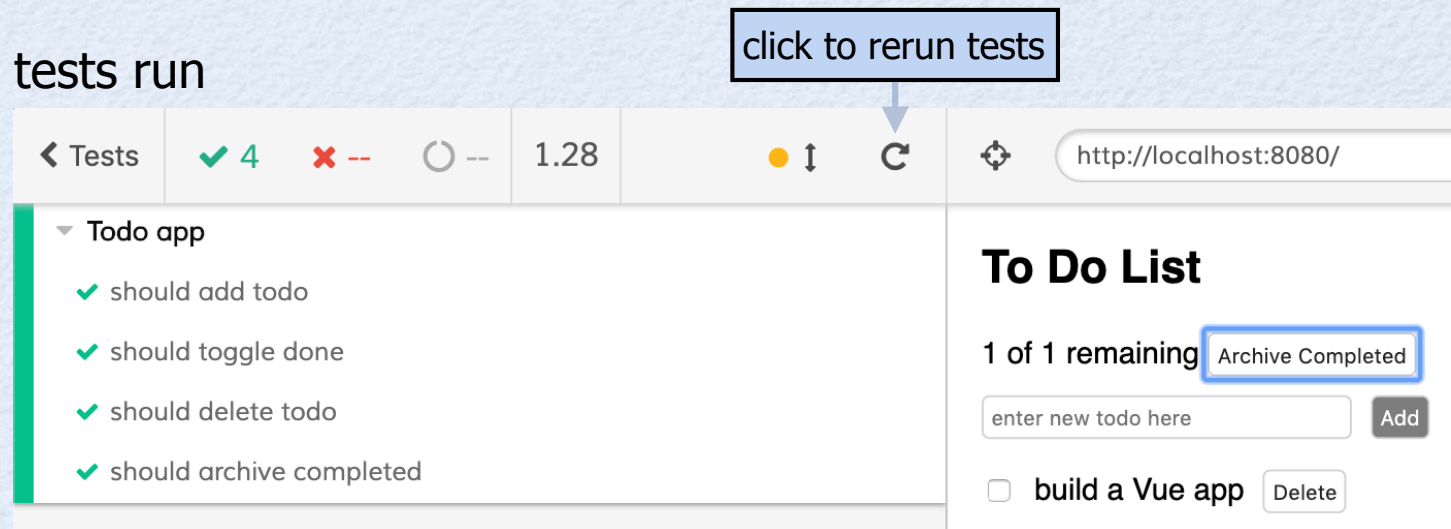 click to rerun tests
tests run
Tests 4 -- -- 1.28 http://localhost:8080/
Todo app
should add todo
should toggle done
should delete todo
should archive completed
To Do List
1 of 1 remaining Archive Completed
enter new todo here Add
build a Vue app Delete